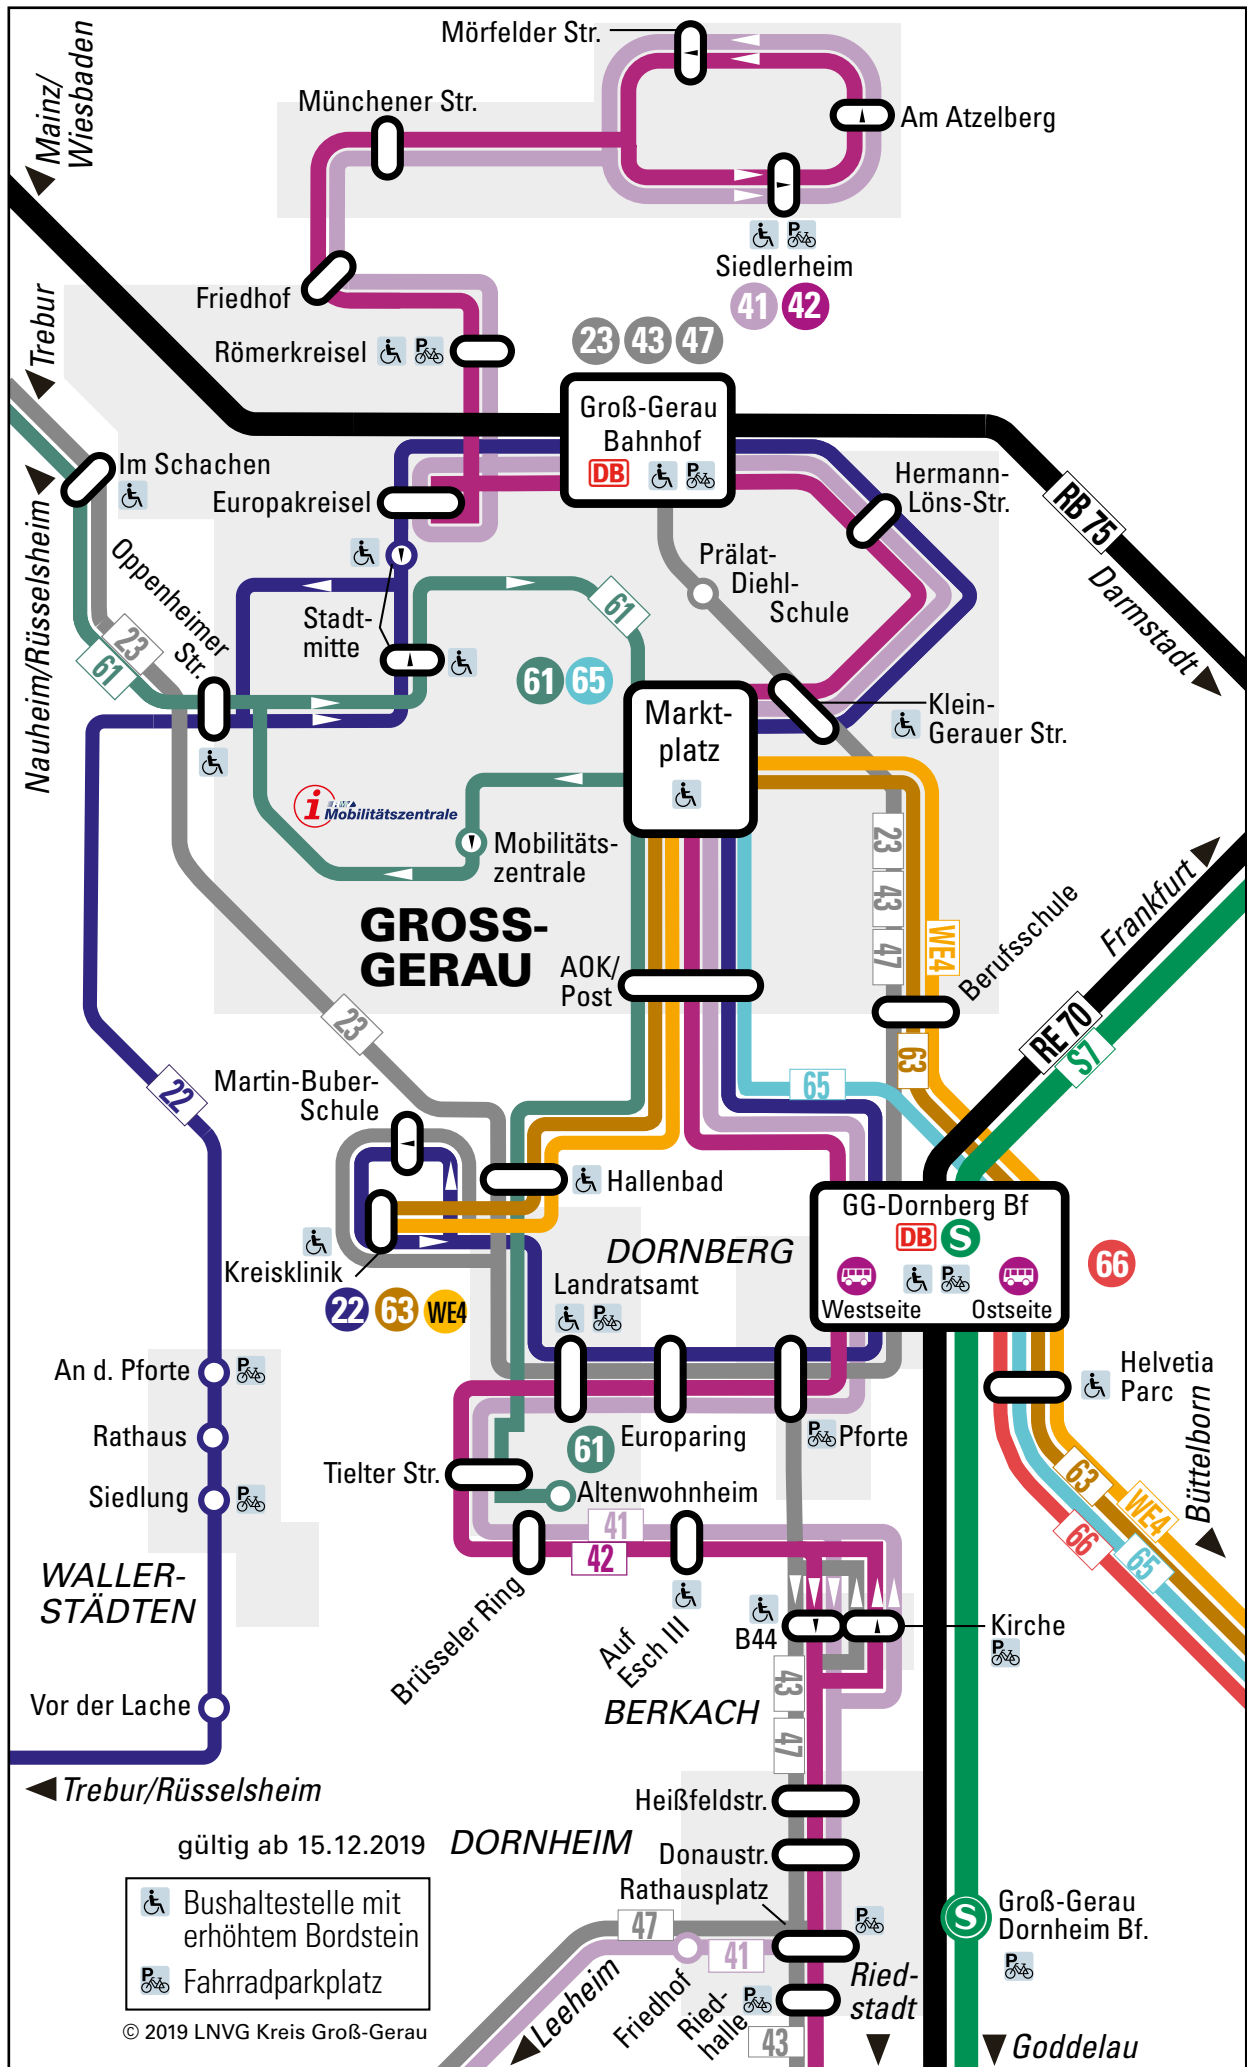 Mörfelder Str.
Mainz/
Wiesbaden
Münchener Str.
Am Atzelberg
P
Siedlerheim
41 42
Friedhof
Trebur
Römerkreisel P
23 43 47
Groß-Gerau
Bahnhof
DB P
Im Schachen
Europakreisel
Hermann-
Löns-Str.
RB 75
Darmstadt
Nauheim/Rüsselsheim
Oppenheimer
Str.
Prälat-
Diehl-
Schule
Stadt-
mitte
61
23
61
61 65
Markt-
platz
Klein-
Gerauer Str.
i RMV
Mobilitätszentrale
Mobilitäts-
zentrale
23
43
47
WE4
Frankfurt
GROSS-
GERAU
AOK/
Post
Berufsschule
23
RE 70
S7
63
65
22
Martin-Buber-
Schule
Hallenbad
GG-Dornberg Bf
DB S
P
Westseite Ostseite
66
DORNBERG
Kreisklinik
22 63 WE4
Landratsamt
P
An d. Pforte P
Rathaus
Siedlung P
Helvetia
Parc
Büttelborn
61 Europaring
P Pforte
Tielter Str.
Altenwohnheim
63
WE4
66
65
41
42
WALLER-
STÄDTEN
Brüsseler Ring
Auf
Esch III
B44
Kirche
P
43
47
BERKACH
Vor der Lache
Trebur/Rüsselsheim
Heißfeldstr.
gültig ab 15.12.2019
DORNHEIM
Donaustr.
Rathausplatz
P
47
41
Groß-Gerau
Dornheim Bf.
S
P
Bushaltestelle mit
erhöhtem Bordstein
P Fahrradparkplatz
Leeheim
Friedhof
Ried-
halle
P
43
Ried-
stadt
© 2019 LNVG Kreis Groß-Gerau
Goddelau